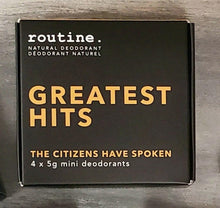 routine.
NATURAL DEODORANT
DÉODORANT NATUREL
GREATEST
HITS
THE CITIZENS HAVE SPOKEN
4 x 5g mini deodorants